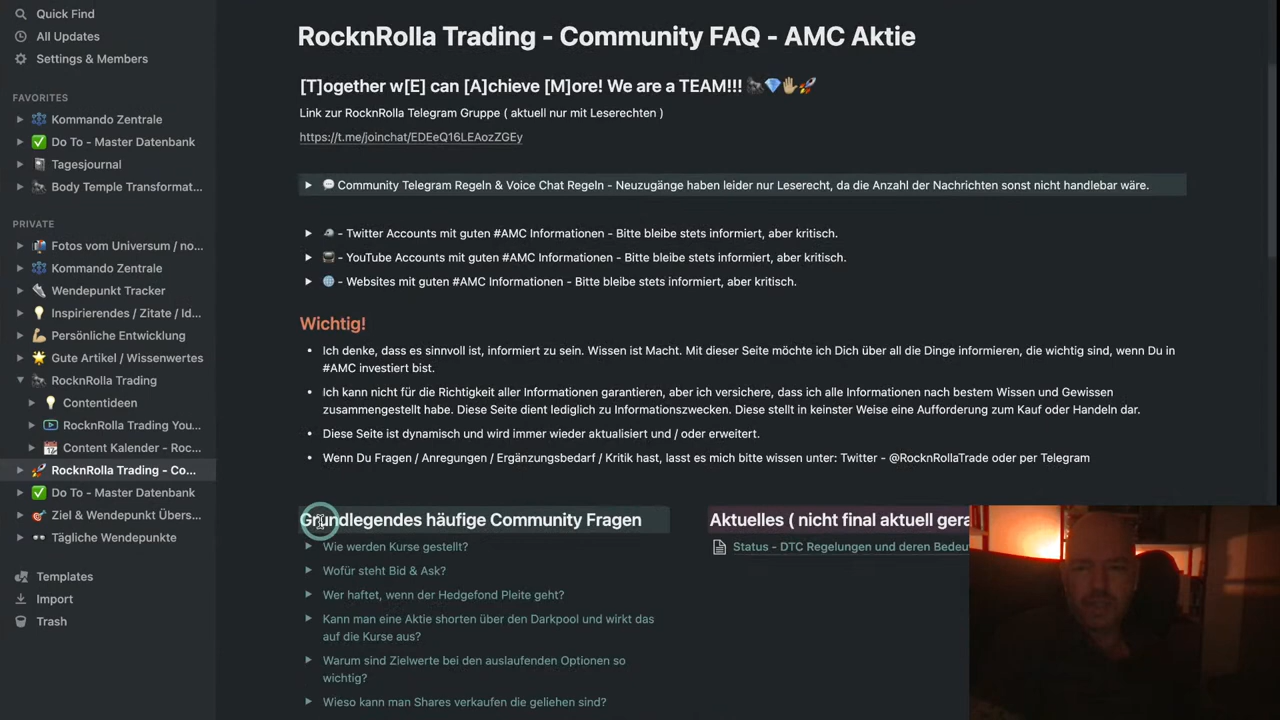 Quick Find
All Updates
Settings & Members
FAVORITES
Kommando Zentrale
Do To - Master Datenbank
Tagesjournal
Body Temple Transformat...
PRIVATE
Fotos vom Universum / no...
Kommando Zentrale
Wendepunkt Tracker
Inspirierendes / Zitate / Id...
Persönliche Entwicklung
Gute Artikel / Wissenwertes
RocknRolla Trading
Contentideen
RocknRolla Trading You...
Content Kalender - Roc...
RocknRolla Trading - Co...
Do To - Master Datenbank
Ziel & Wendepunkt Übers...
Tägliche Wendepunkte
Templates
Import
Trash
RocknRolla Trading - Community FAQ - AMC Aktie
[T]ogether w[E] can [A]chieve [M]ore! We are a TEAM!!! 🦍💎✋🏽🚀
Link zur RocknRolla Telegram Gruppe ( aktuell nur mit Leserechten )
https://t.me/joinchat/EDEeQ16LEAozZGEy
💬 Community Telegram Regeln & Voice Chat Regeln - Neuzugänge haben leider nur Leserecht, da die Anzahl der Nachrichten sonst nicht handlebar wäre.
- Twitter Accounts mit guten #AMC Informationen - Bitte bleibe stets informiert, aber kritisch.
- YouTube Accounts mit guten #AMC Informationen - Bitte bleibe stets informiert, aber kritisch.
🌐 - Websites mit guten #AMC Informationen - Bitte bleibe stets informiert, aber kritisch.
Wichtig!
• Ich denke, dass es sinnvoll ist, informiert zu sein. Wissen ist Macht. Mit dieser Seite möchte ich Dich über all die Dinge informieren, die wichtig sind, wenn Du in
#AMC investiert bist.
• Ich kann nicht für die Richtigkeit aller Informationen garantieren, aber ich versichere, dass ich alle Informationen nach bestem Wissen und Gewissen
zusammengestellt habe. Diese Seite dient lediglich zu Informationszwecken. Diese stellt in keinster Weise eine Aufforderung zum Kauf oder Handeln dar.
• Diese Seite ist dynamisch und wird immer wieder aktualisiert und / oder erweitert.
• Wenn Du Fragen / Anregungen / Ergänzungsbedarf / Kritik hast, lasst es mich bitte wissen unter: Twitter - @RocknRollaTrade oder per Telegram
Grundlegendes häufige Community Fragen
Wie werden Kurse gestellt?
Wofür steht Bid & Ask?
Wer haftet, wenn der Hedgefond Pleite geht?
Kann man eine Aktie shorten über den Darkpool und wirkt das
auf die Kurse aus?
Warum sind Zielwerte bei den auslaufenden Optionen so
wichtig?
Wieso kann man Shares verkaufen die geliehen sind?
Aktuelles ( nicht final aktuell gera
Status - DTC Regelungen und deren Bedeu